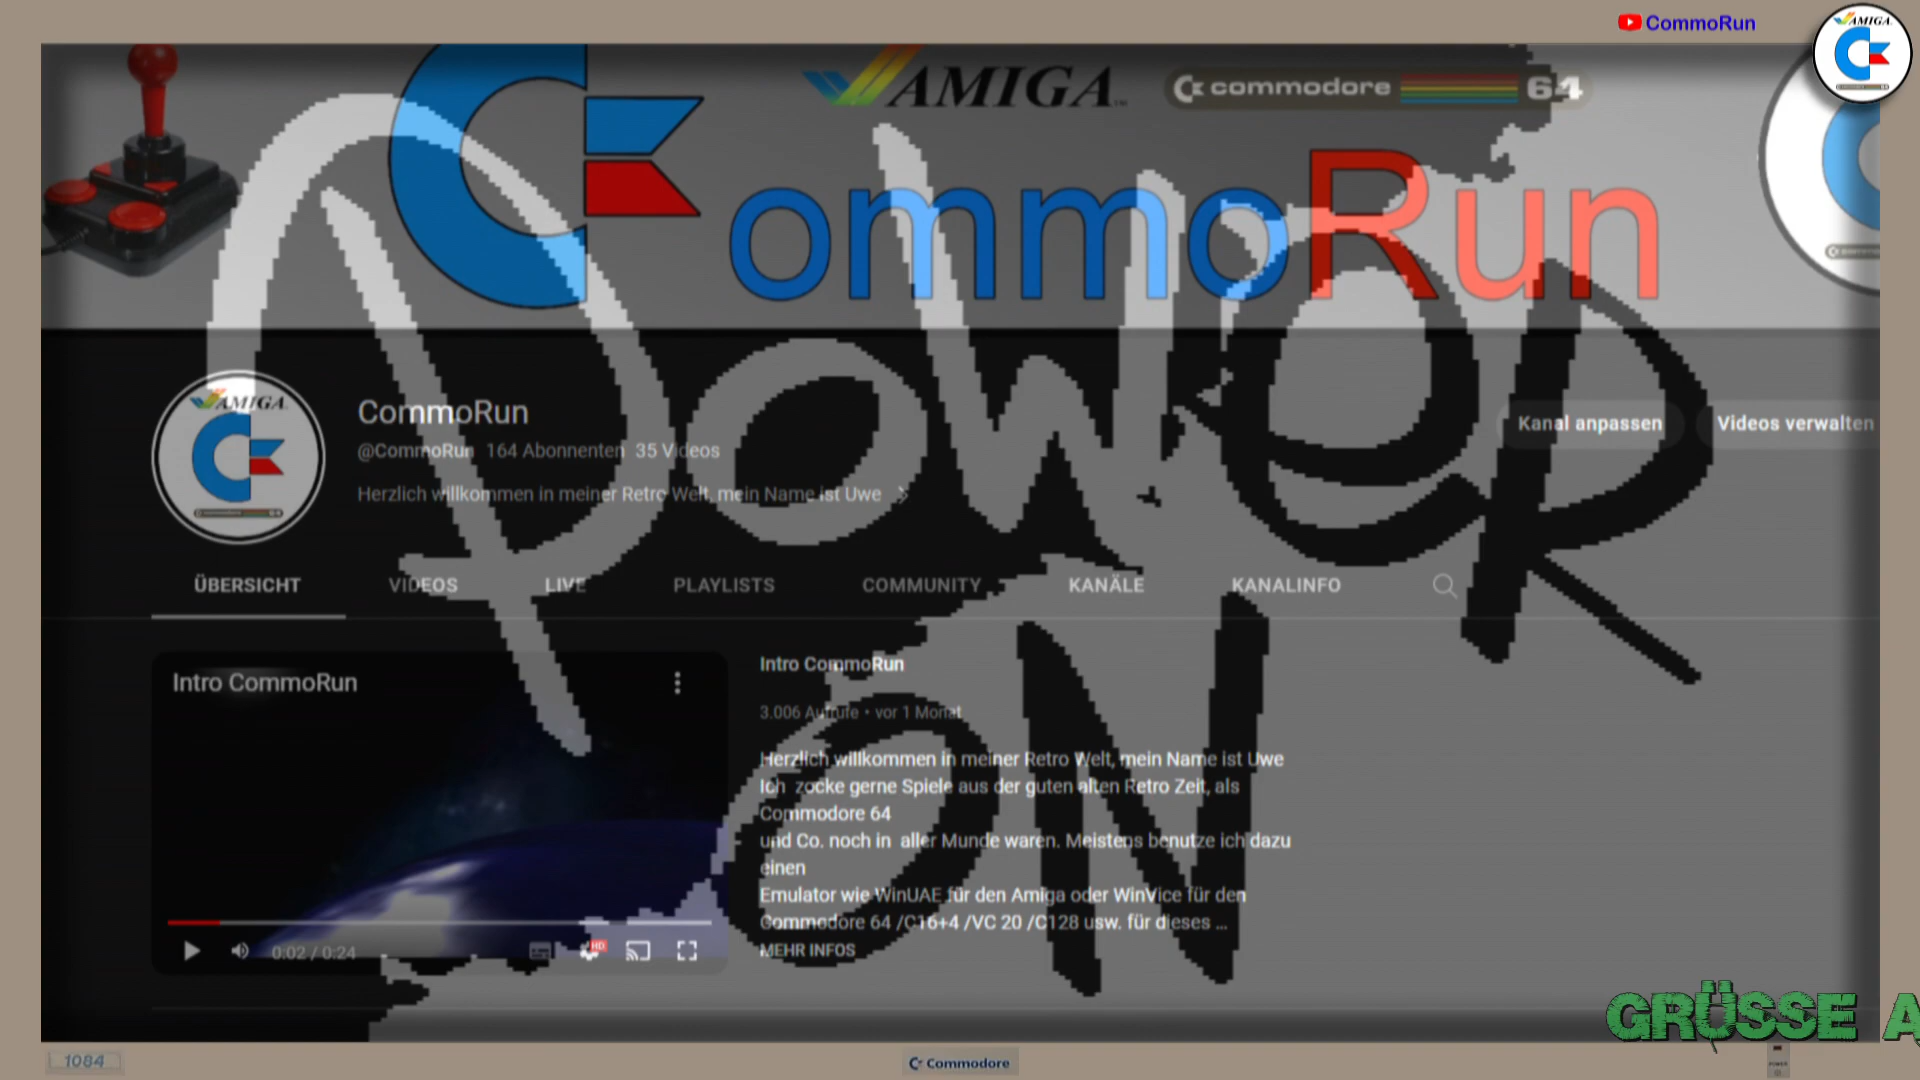 CommoRun
AMIGA
AMIGA
commodore 64
CommoRun
POWER
ON
AMIGA
CommoRun
@CommoRun 164 Abonnenten 35 Videos
Herzlich willkommen in meiner Retro Welt, mein Name ist Uwe
Kanal anpassen
Videos verwalten
ÜBERSICHT VIDEOS LIVE PLAYLISTS COMMUNITY KANÄLE KANALINFO
Intro CommoRun
0:02 / 0:24
HD
Intro CommoRun
3.006 Aufrufe • vor 1 Monat
Herzlich willkommen in meiner Retro Welt, mein Name ist Uwe
Ich zocke gerne Spiele aus der guten alten Retro Zeit, als
Commodore 64
und Co. noch in aller Munde waren. Meistens benutze ich dazu
einen
Emulator wie WinUAE für den Amiga oder WinVice für den
Commodore 64 /C16+4 /VC 20 /C128 usw. für dieses ...
MEHR INFOS
GRÜSSE A
1084
Commodore
POWER